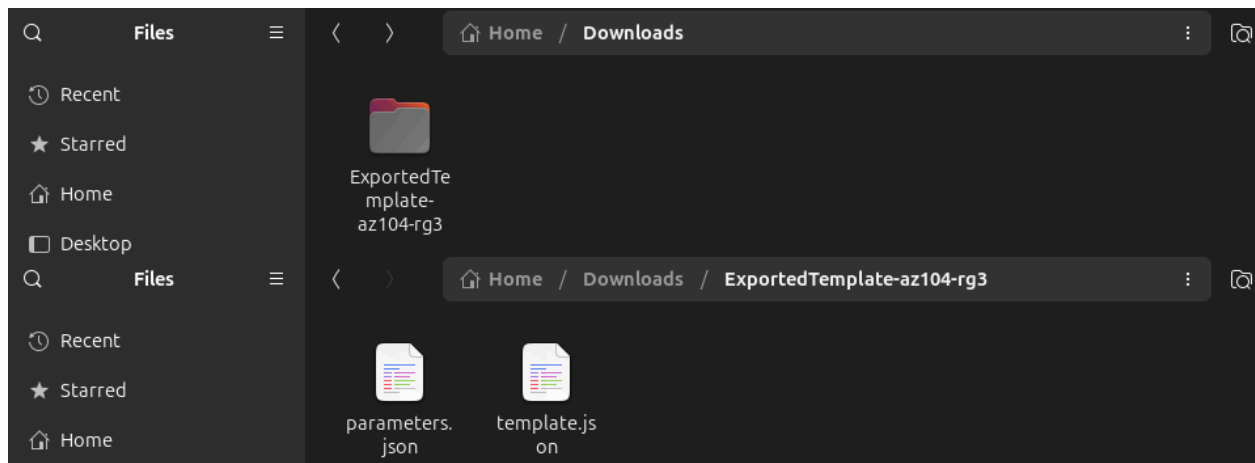 Files
Home / Downloads
Recent
Starred
Home
Desktop
ExportedTe
mplate-
az104-rg3
Files
Home / Downloads / ExportedTemplate-az104-rg3
Recent
Starred
Home
parameters.
json
template.js
on